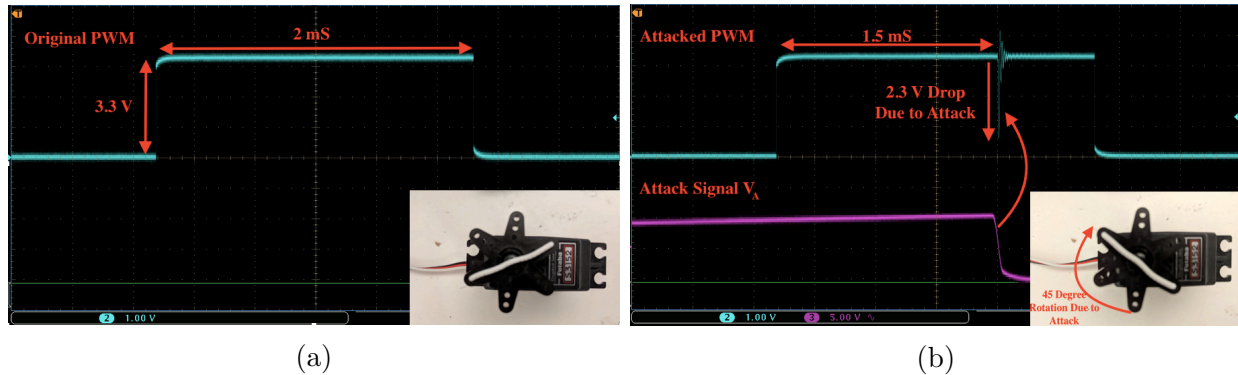 Original PWM
2 mS
3.3 V
2
1.00 V
(a)
Attacked PWM
1.5 mS
2.3 V Drop
Due to Attack
Attack Signal V_A
45 Degree
Rotation Due to
Attack
2
1.00 V
3
5.00 V
(b)